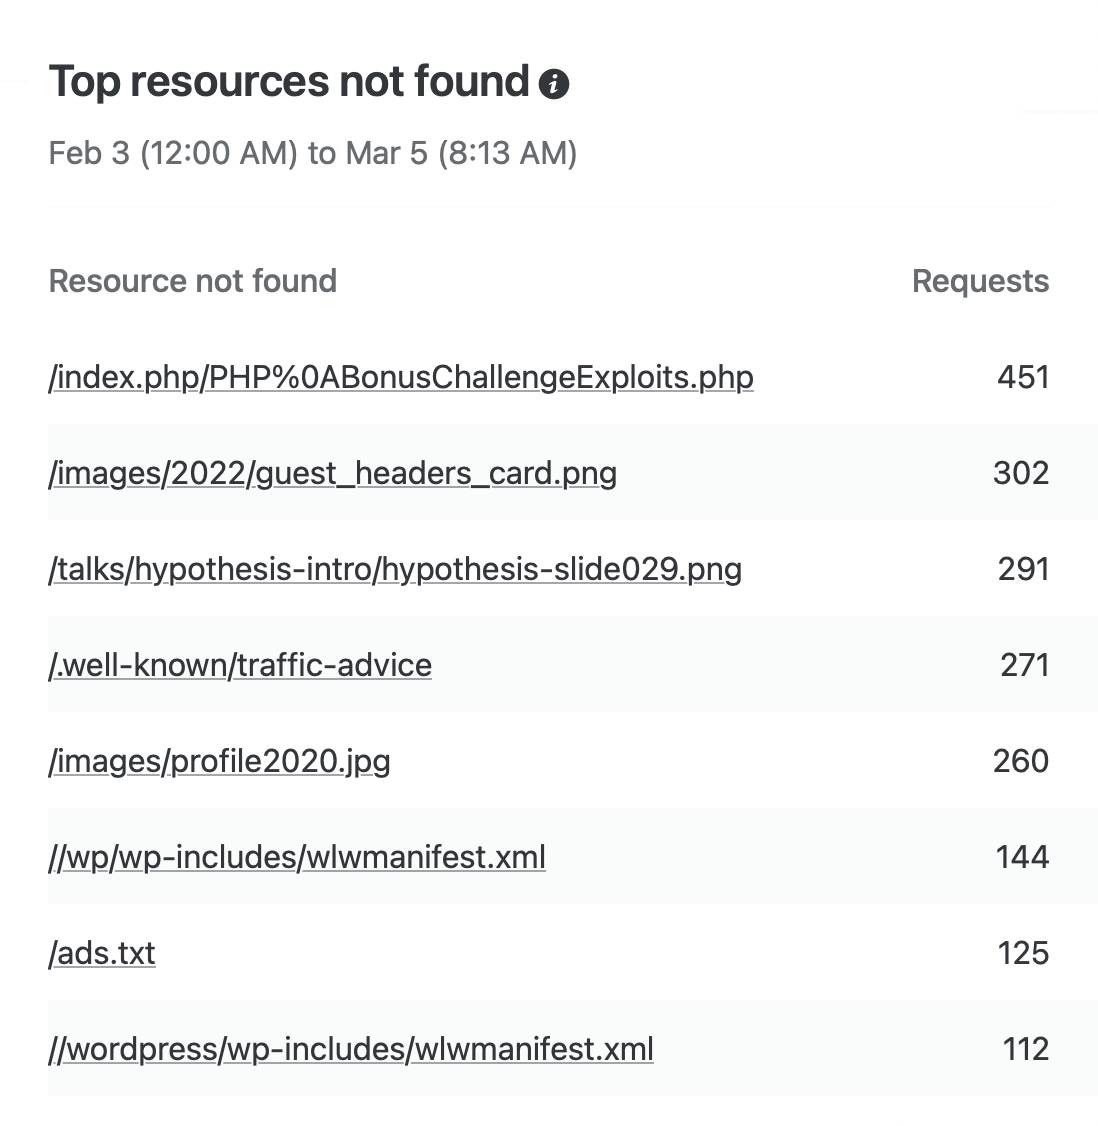 Top resources not found
Feb 3 (12:00 AM) to Mar 5 (8:13 AM)
Resource not found Requests
/index.php/PHP%0ABonusChallengeExploits.php 451
/images/2022/guest_headers_card.png 302
/talks/hypothesis-intro/hypothesis-slide029.png 291
/.well-known/traffic-advice 271
/images/profile2020.jpg 260
//wp/wp-includes/wlwmanifest.xml 144
/ads.txt 125
//wordpress/wp-includes/wlwmanifest.xml 112